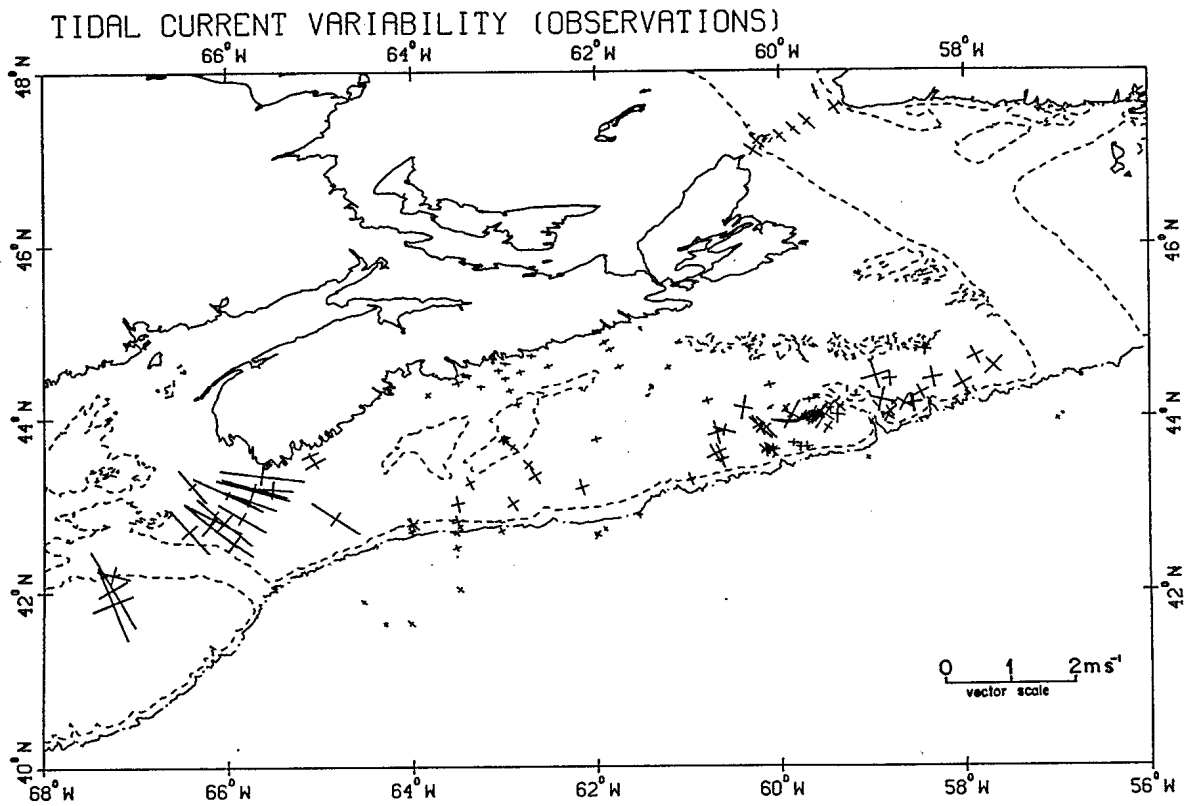 TIDAL CURRENT VARIABILITY (OBSERVATIONS)
66°W 64°W 62°W 60°W 58°W
48°N
46°N 46°N
44°N 44°N
42°N 42°N
0 1 2ms⁻¹
vector scale
40°N
68°W 66°W 64°W 62°W 60°W 58°W 56°W